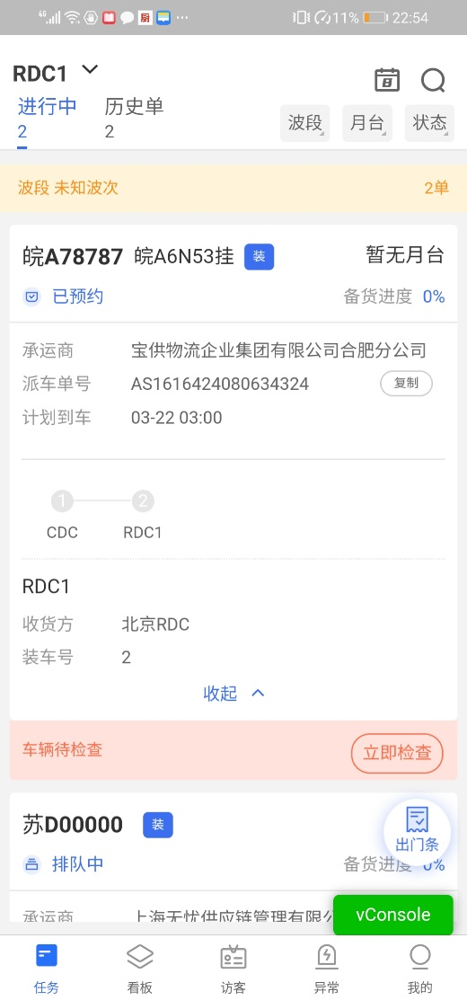 4G 11% 22:54
RDC1
进行中 历史单
2 2 波段 月台 状态
波段 未知波次 2单
皖A78787 皖A6N53挂 装 暂无月台
已预约 备货进度 0%
承运商 宝供物流企业集团有限公司合肥分公司
派车单号 AS1616424080634324 复制
计划到车 03-22 03:00
1 2
CDC RDC1
RDC1
收货方 北京RDC
装车号 2
收起
车辆待检查 立即检查
苏D00000 装
出门条
排队中 备货进度 0%
承运商 上海无忧供应链管理有限公
vConsole
任务 看板 访客 异常 我的